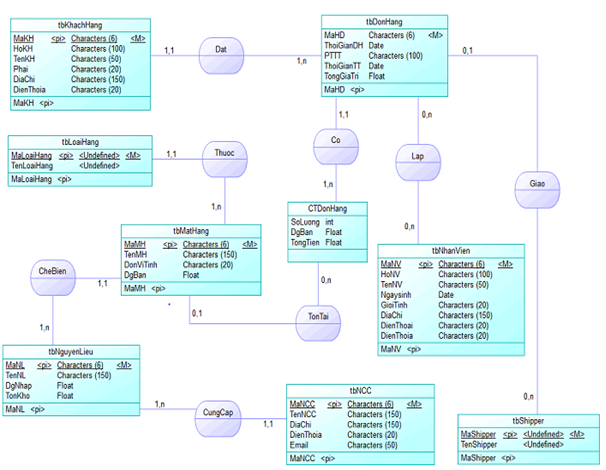 tbKhachHang
MaKH <pi> Characters (6) <M>
HoKH Characters (100)
TenKH Characters (50)
Phai Characters (20)
DiaChi Characters (150)
DienThoia Characters (20)
MaKH <pi>
1,1
Dat
1,n
tbDonHang
MaHD Characters (6) <M>
ThoiGianDH Date
PTTT Characters (100)
ThoiGianTT Date
TongGiaTri Float
MaHD <pi>
0,1
1,1
0,n
tbLoaiHang
MaLoaiHang <pi> <Undefined> <M>
TenLoaiHang <Undefined>
MaLoaiHang <pi>
1,1
Thuoc
1,n
Co
1,n
Lap
0,n
Giao
0,n
CTDonHang
SoLuong int
DgBan Float
TongTien Float
0,n
tbMatHang
MaMH <pi> Characters (6) <M>
TenMH Characters (150)
DonViTinh Characters (20)
DgBan Float
MaMH <pi>
0,1
TonTai
tbNhanVien
MaNV <pi> Characters (6) <M>
HoNV Characters (100)
TenNV Characters (50)
Ngaysinh Date
GioiTinh Characters (20)
DiaChi Characters (150)
DienThoai Characters (20)
DienThoai Characters (20)
MaNV <pi>
CheBien
1,1
1,n
tbNguyenLieu
MaNL <pi> Characters (6) <M>
TenNL Characters (150)
DgNhap Float
TonKho Float
MaNL <pi>
1,n
CungCap
1,1
tbNCC
MaNCC <pi> Characters (6) <M>
TenNCC Characters (150)
DiaChi Characters (150)
DienThoia Characters (20)
Email Characters (50)
MaNCC <pi>
tbShipper
MaShipper <pi> <Undefined> <M>
TenShipper <Undefined>
MaShipper <pi>